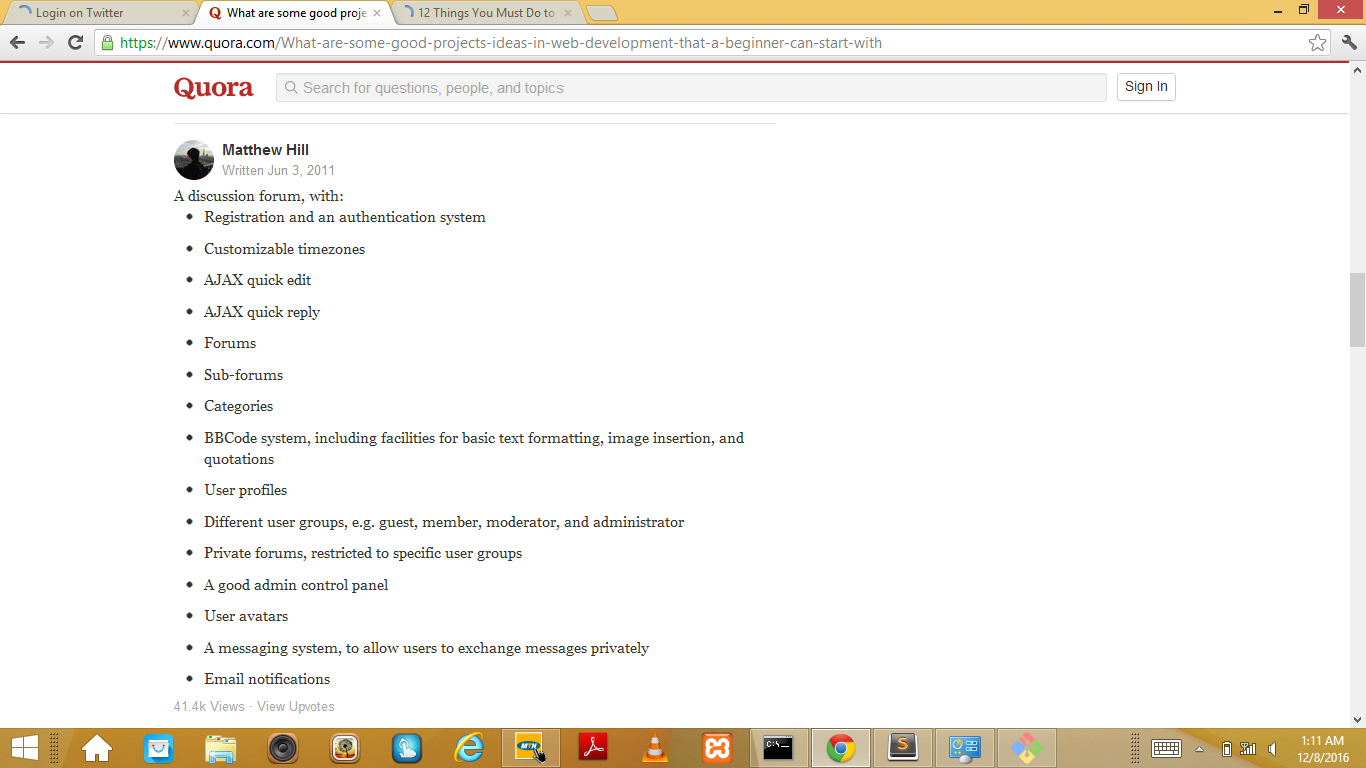 Login on Twitter
What are some good proje
12 Things You Must Do to
https://www.quora.com/What-are-some-good-projects-ideas-in-web-development-that-a-beginner-can-start-with
Quora
Search for questions, people, and topics
Sign In
Matthew Hill
Written Jun 3, 2011
A discussion forum, with:
Registration and an authentication system
Customizable timezones
AJAX quick edit
AJAX quick reply
Forums
Sub-forums
Categories
BBCode system, including facilities for basic text formatting, image insertion, and
quotations
User profiles
Different user groups, e.g. guest, member, moderator, and administrator
Private forums, restricted to specific user groups
A good admin control panel
User avatars
A messaging system, to allow users to exchange messages privately
Email notifications
41.4k Views · View Upvotes
MTN
C:\
1:11 AM
12/8/2016